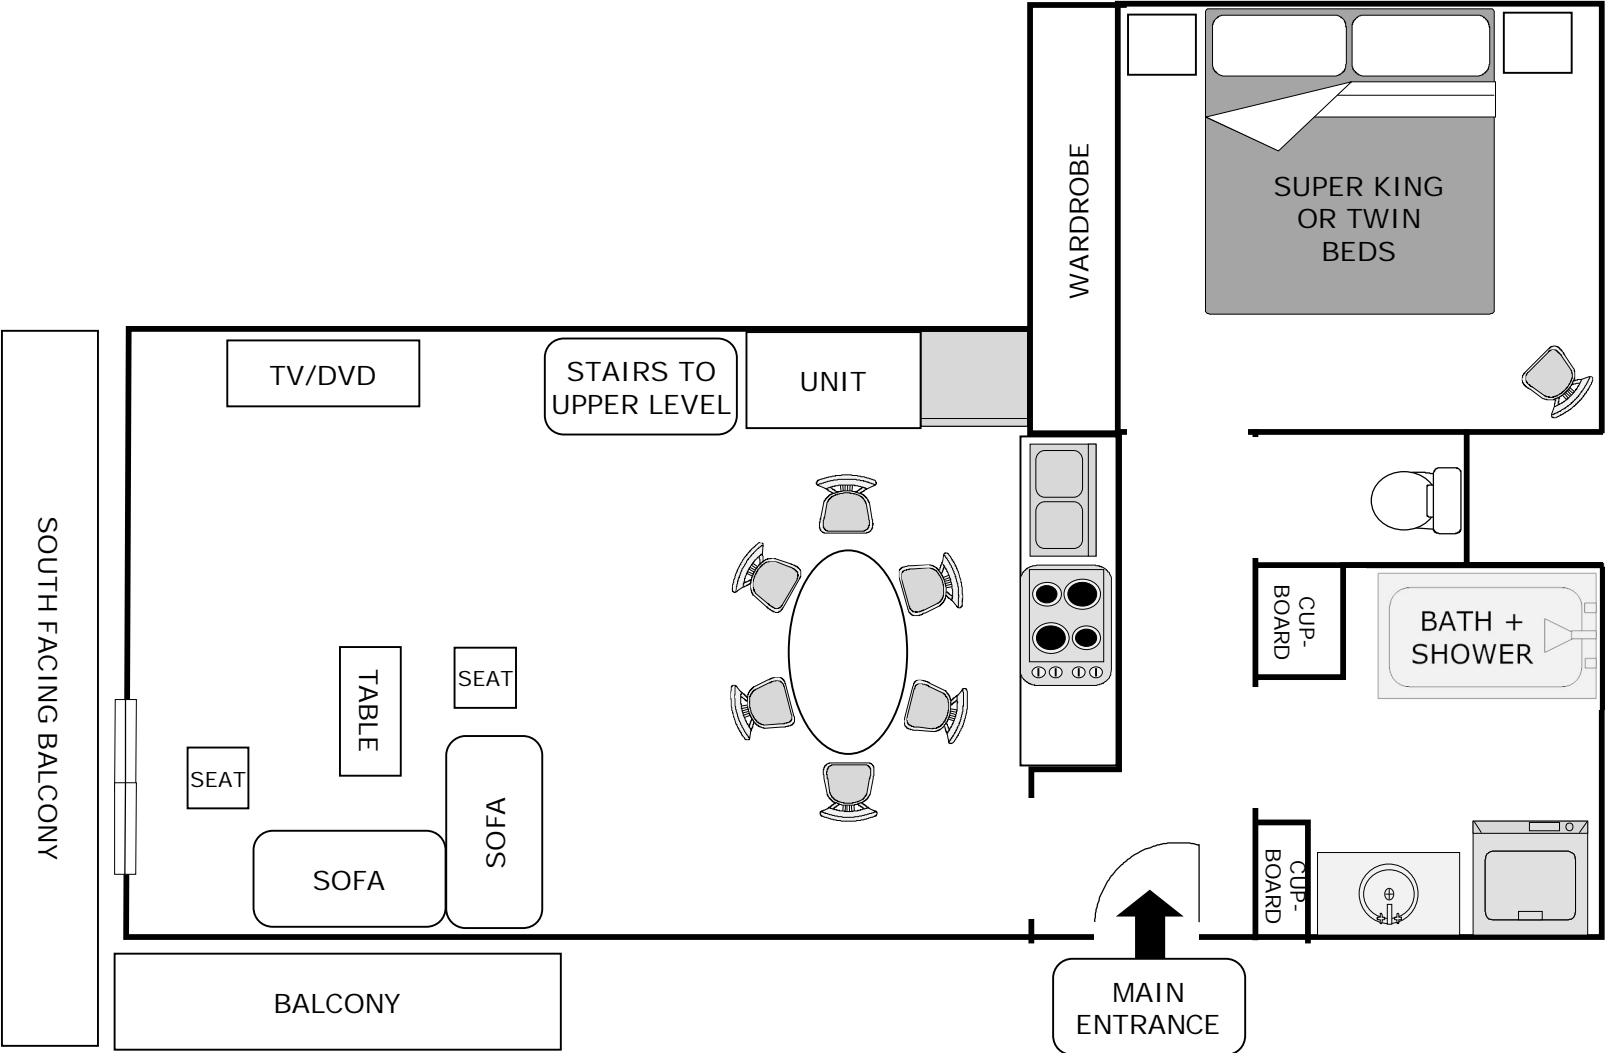 WARDROBE
SUPER KING
OR TWIN
BEDS
TV/DVD
STAIRS TO
UPPER LEVEL
UNIT
SOUTH FACING BALCONY
CUP-
BOARD
BATH +
SHOWER
TABLE
SEAT
SEAT
SOFA
SOFA
CUP-
BOARD
BALCONY
MAIN
ENTRANCE